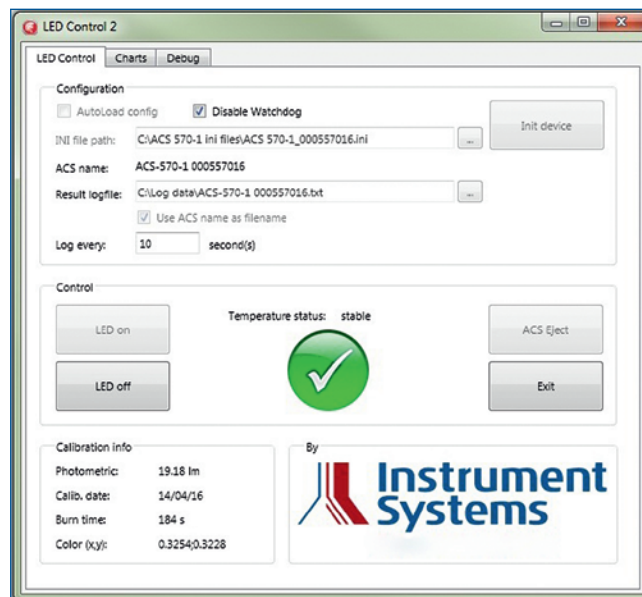 LED Control 2
LED Control Charts Debug
Configuration
AutoLoad config Disable Watchdog
Init device
INI file path: C:\ACS 570-1 ini files\ACS 570-1_000557016.ini ...
ACS name: ACS-570-1 000557016
Result logfile: C:\Log data\ACS-570-1 000557016.txt ...
Use ACS name as filename
Log every: 10 second(s)
Control
LED on Temperature status: stable ACS Eject
LED off Exit
Calibration info
Photometric: 19.18 lm
Calib. date: 14/04/16
Burn time: 184 s
Color (x,y): 0.3254;0.3228
By
Instrument
Systems